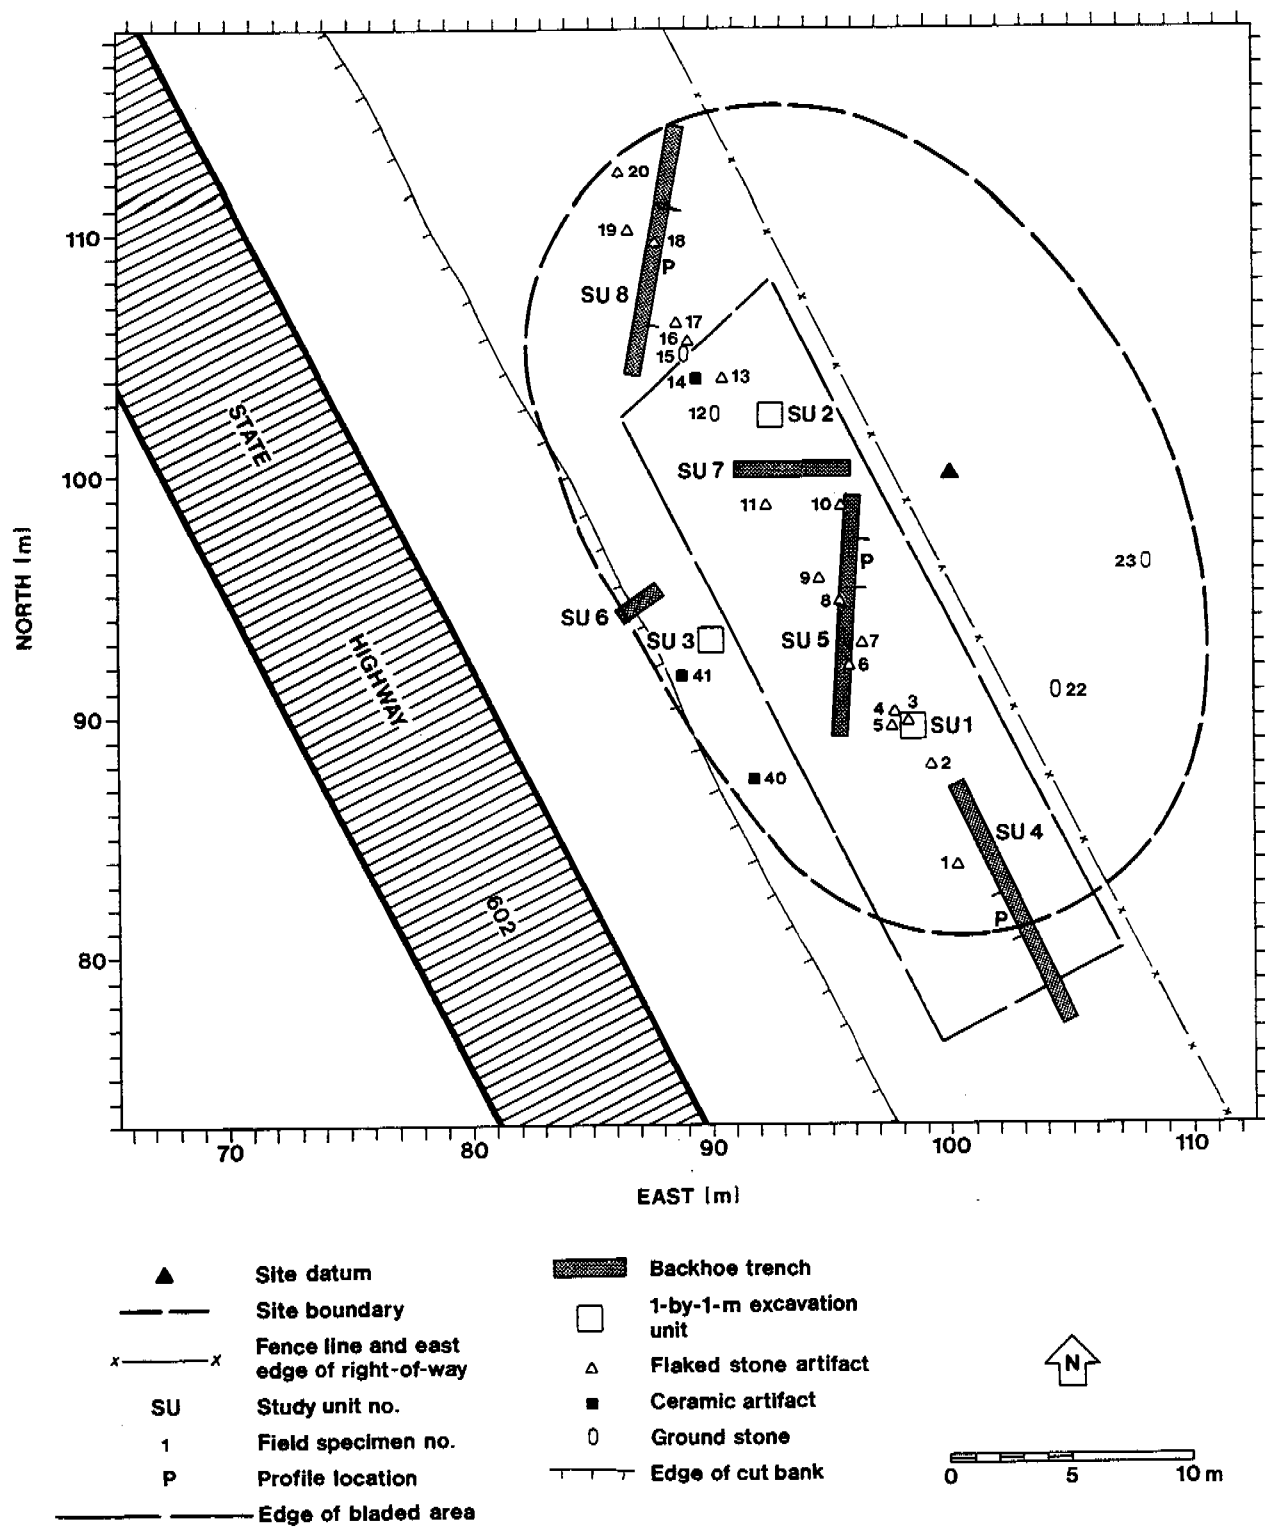 20
19
18
110
P
SU 8
17
16
15
14
13
12
SU 2
STATE
SU 7
100
11
10
P
23
NORTH (m)
9
8
SU 6
SU 3
SU 5
7
6
HIGHWAY
41
22
4
3
90
5
SU 1
2
40
SU 4
1
602
P
80
70
80
90
100
110
EAST (m)
Site datum
Backhoe trench
Site boundary
1-by-1-m excavation
unit
Fence line and east
edge of right-of-way
x
x
Flaked stone artifact
N
SU
Study unit no.
Ceramic artifact
1
Field specimen no.
Ground stone
P
Profile location
Edge of cut bank
0
5
10 m
Edge of bladed area